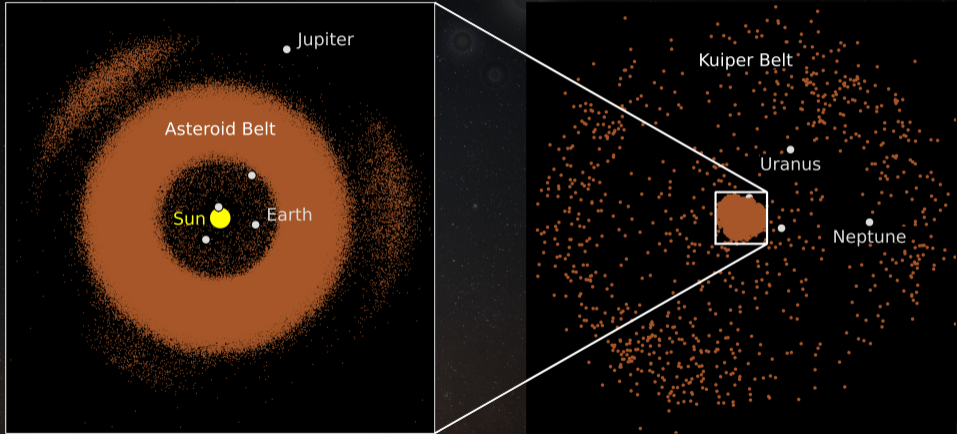 Jupiter
Asteroid Belt
Sun
Earth
Kuiper Belt
Uranus
Neptune